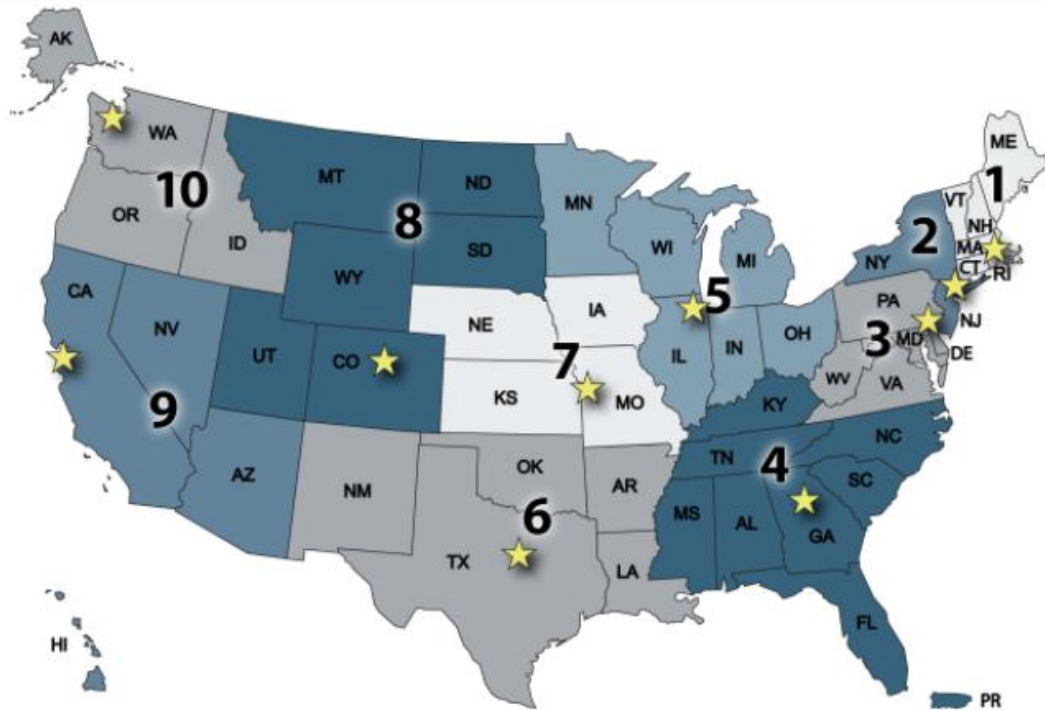 AK
WA
MT
ND
MN
ME
VT
1
10
8
NH
OR
ID
SD
WI
MI
2
NY
MA
CT
RI
WY
5
CA
NV
NE
IA
PA
NJ
3
MD
DE
UT
CO
7
IL
IN
OH
WV
VA
9
KS
MO
KY
NC
AZ
NM
OK
AR
TN
4
SC
6
MS
AL
GA
TX
LA
FL
HI
PR